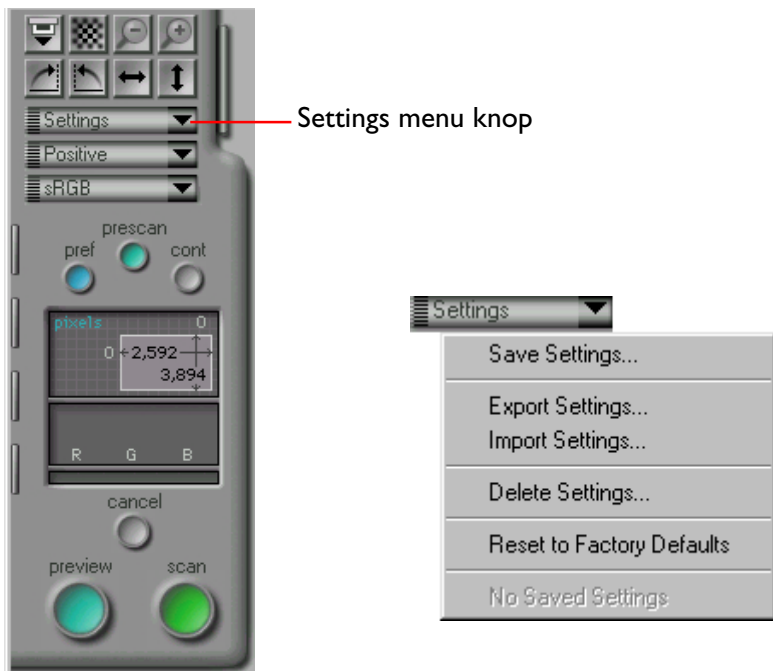 Settings
Settings menu knop
Positive
sRGB
prescan
pref
cont
pixels
0
0
2,592
3,894
R G B
cancel
preview
scan
Settings
Save Settings...
Export Settings...
Import Settings...
Delete Settings...
Reset to Factory Defaults
No Saved Settings